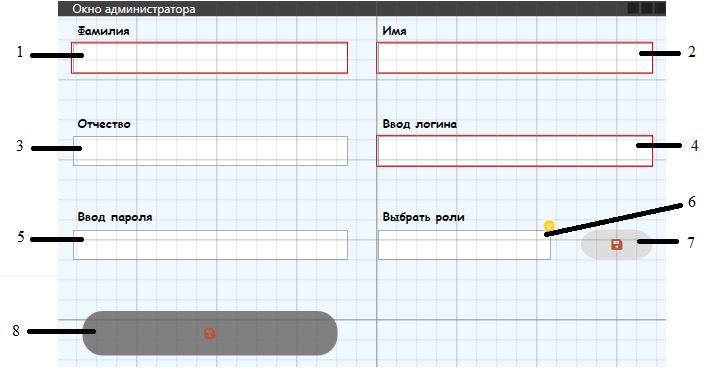 Окно администратора
Фамилия
Имя
1
2
Отчество
Ввод логина
3
4
Ввод пароля
Выбрать роли
5
6
7
8